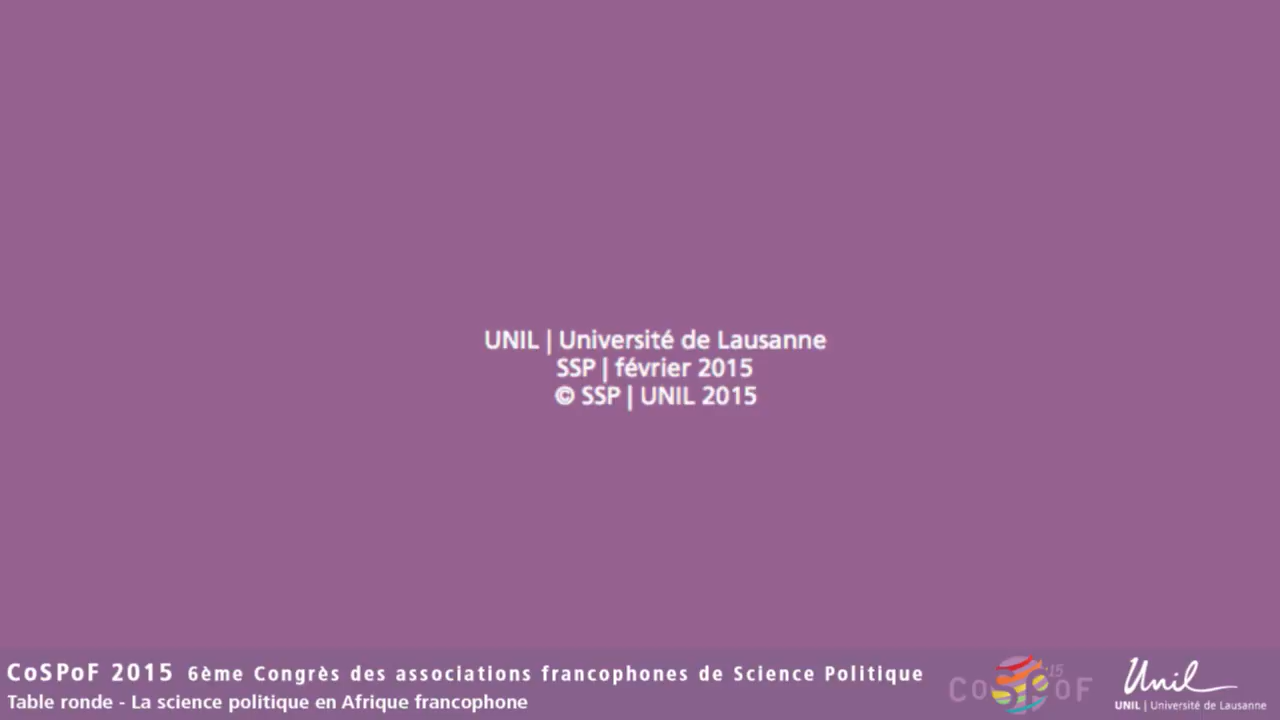 UNIL | Université de Lausanne
SSP | février 2015
© SSP | UNIL 2015
CoSPoF 2015 6ème Congrès des associations francophones de Science Politique
Table ronde - La science politique en Afrique francophone
CoSPoF '15
Unil
UNIL | Université de Lausanne